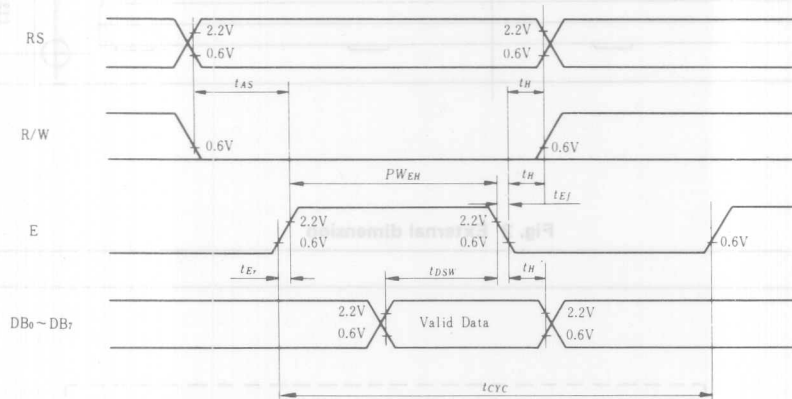 RS
2.2V
0.6V
2.2V
0.6V
tAS
tH
R/W
0.6V
0.6V
PWEH
tH
tEf
E
2.2V
0.6V
2.2V
0.6V
0.6V
tEr
tDSW
tH
DB0~DB7
2.2V
0.6V
Valid Data
2.2V
0.6V
tCYC